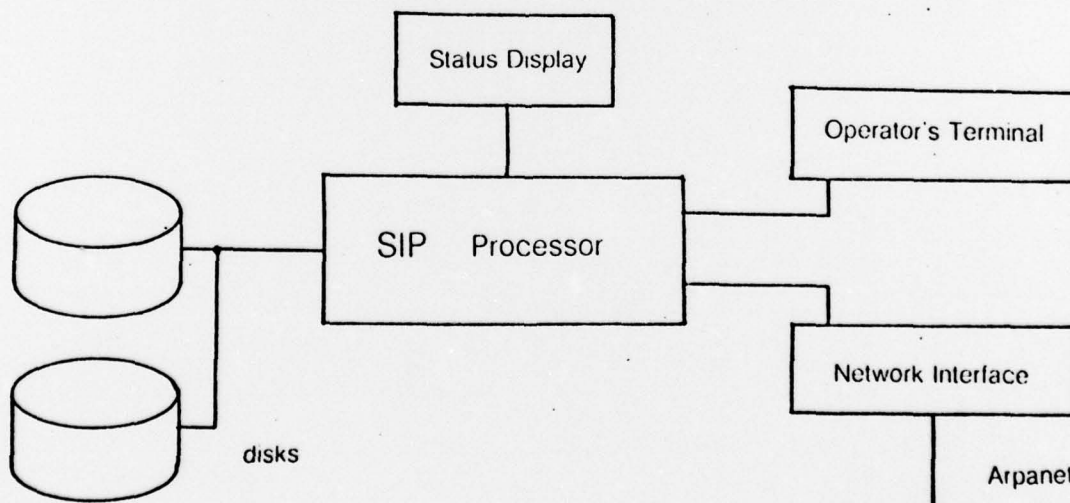 Status Display
Operator's Terminal
SIP Processor
Network Interface
disks
Arpanet